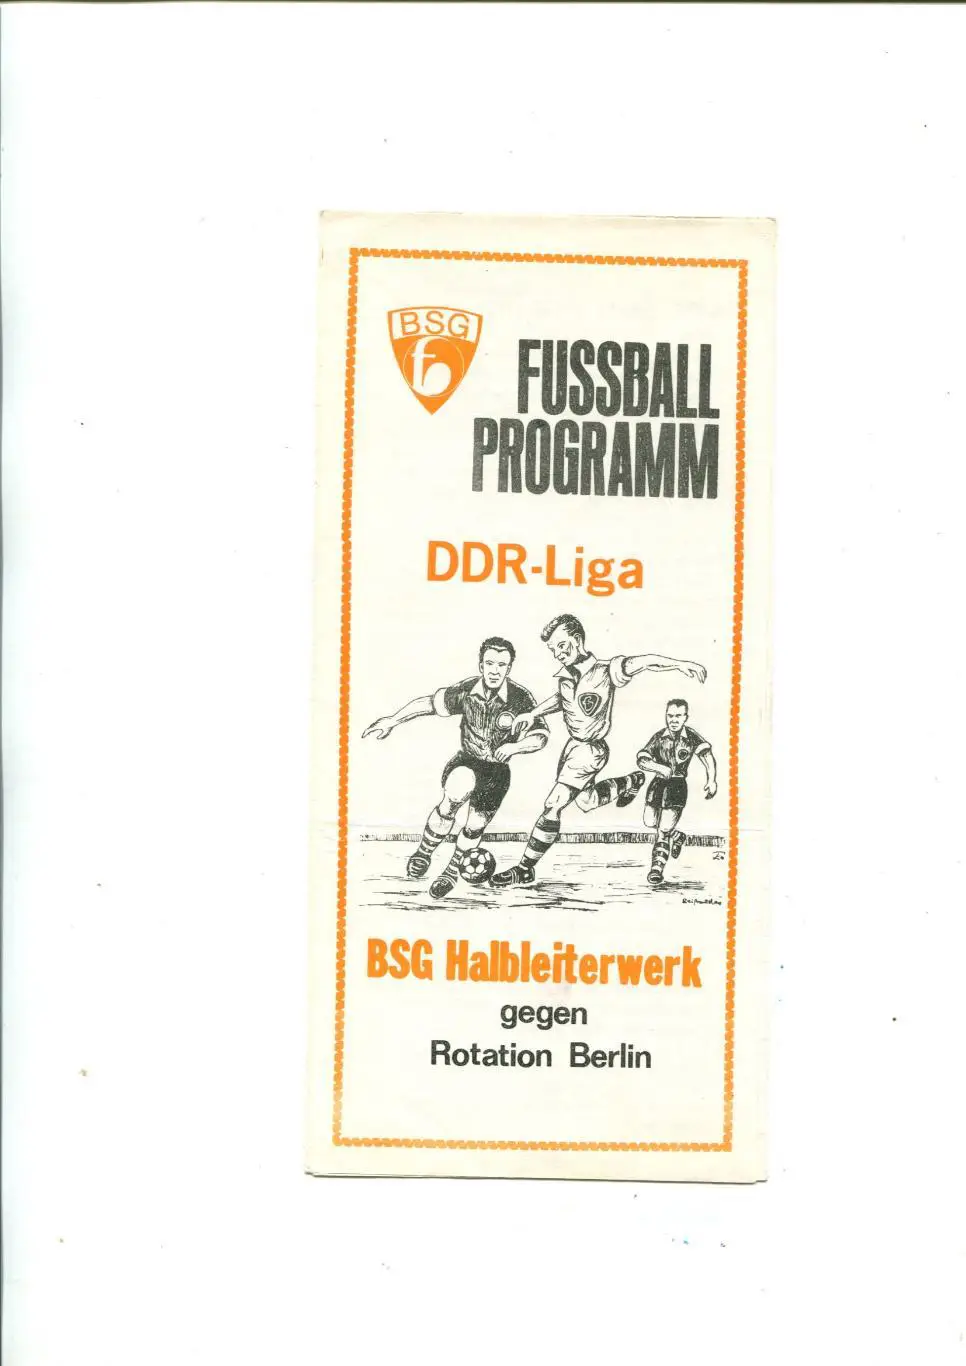 BSG
FUSSBALL
PROGRAMM
DDR-Liga
BSG Halbleiterwerk
gegen
Rotation Berlin